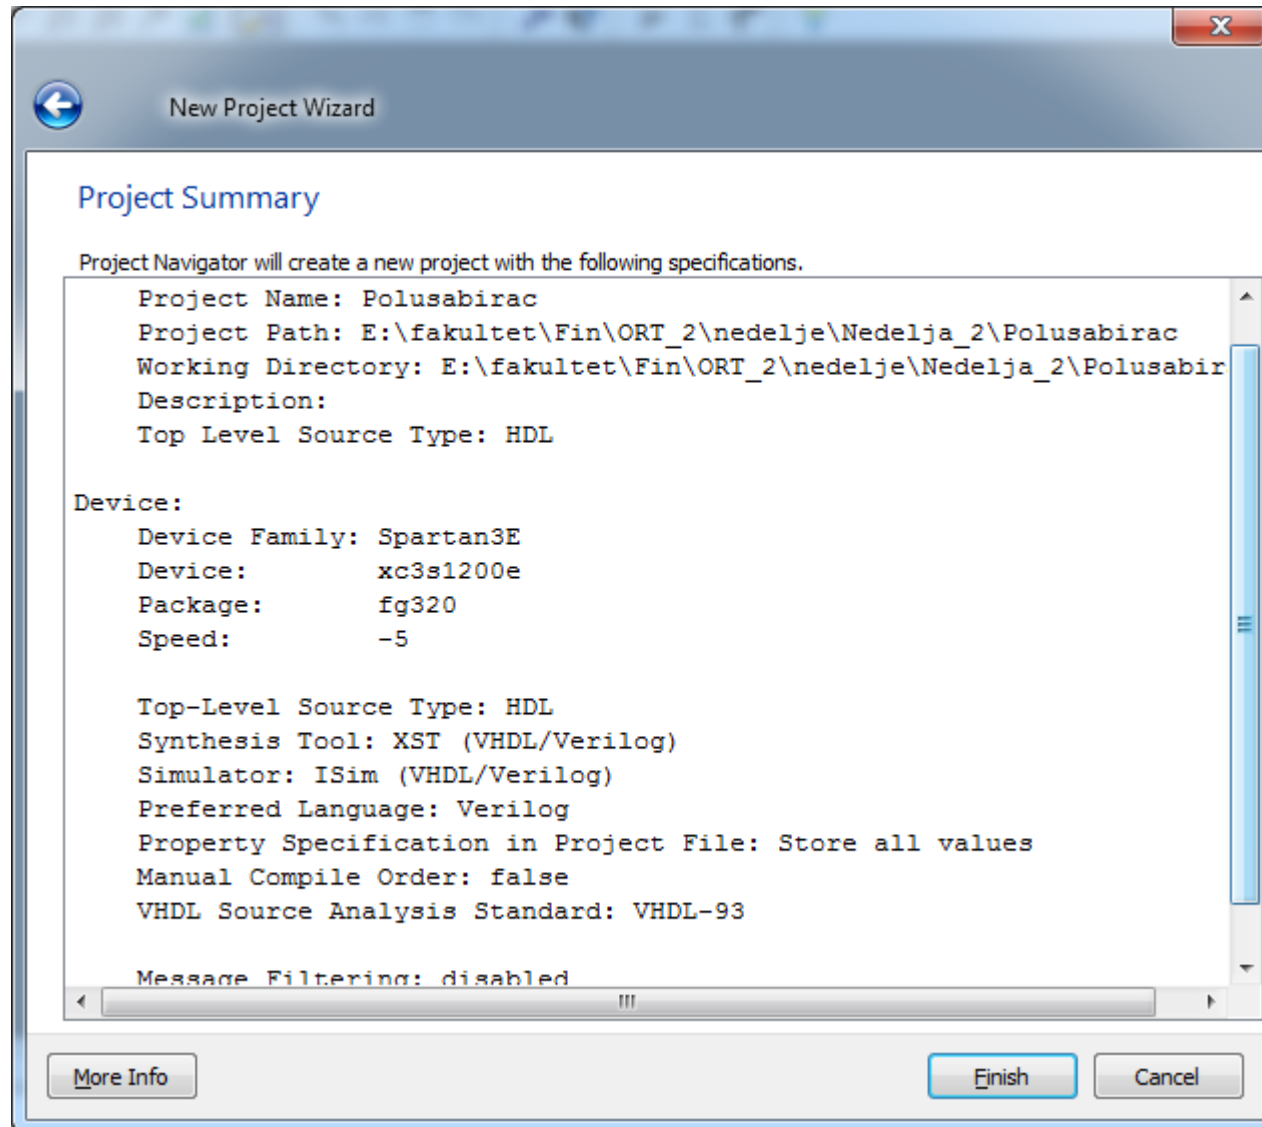 New Project Wizard
Project Summary
Project Navigator will create a new project with the following specifications.
Project Name: Polusabirac
Project Path: E:\fakultet\Fin\ORT_2\nedelje\Nedelja_2\Polusabirac
Working Directory: E:\fakultet\Fin\ORT_2\nedelje\Nedelja_2\Polusabir
Description:
Top Level Source Type: HDL
Device:
Device Family: Spartan3E
Device: xc3s1200e
Package: fg320
Speed: -5
Top-Level Source Type: HDL
Synthesis Tool: XST (VHDL/Verilog)
Simulator: ISim (VHDL/Verilog)
Preferred Language: Verilog
Property Specification in Project File: Store all values
Manual Compile Order: false
VHDL Source Analysis Standard: VHDL-93
Message Filtering: disabled
More Info
Finish
Cancel